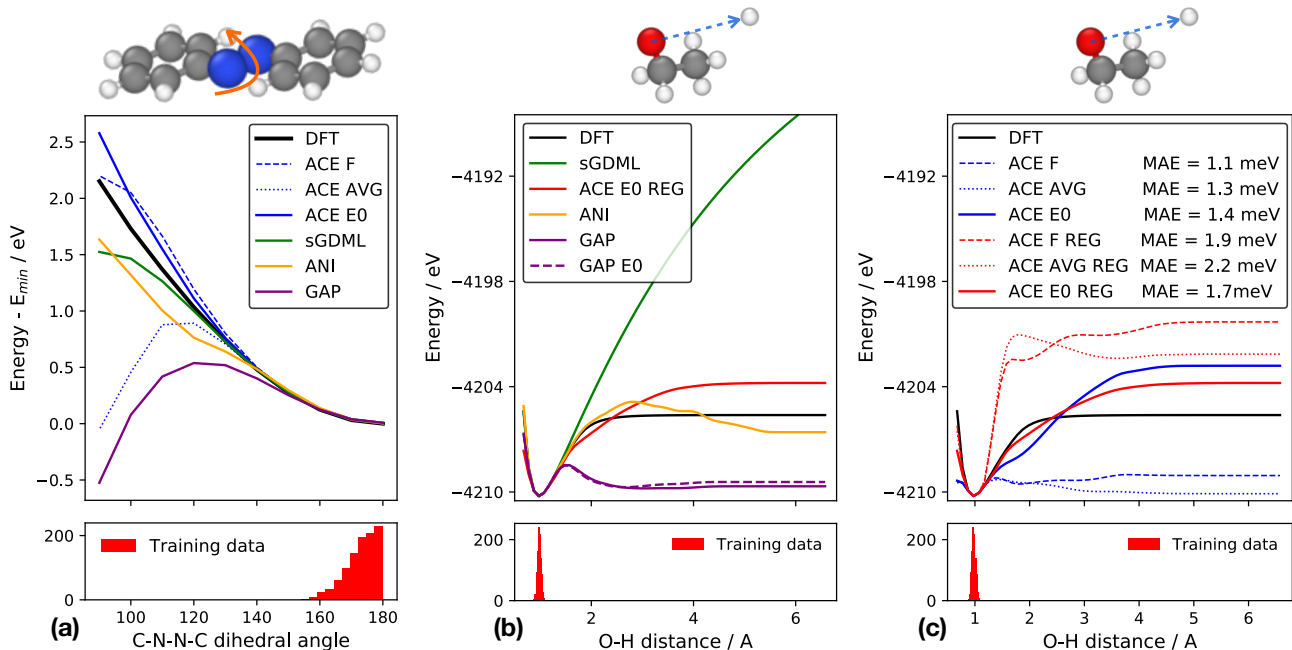 2.5
2.0
1.5
1.0
0.5
0.0
−0.5
Energy - E_min / eV
DFT
ACE F
ACE AVG
ACE E0
sGDML
ANI
GAP
200
0
Training data
100 120 140 160 180
(a)
C-N-N-C dihedral angle
−4192
−4198
−4204
−4210
Energy / eV
DFT
sGDML
ACE E0 REG
ANI
GAP
GAP E0
200
0
Training data
2 4 6
(b)
O-H distance / A
−4192
−4198
−4204
−4210
Energy / eV
DFT
ACE F MAE = 1.1 meV
ACE AVG MAE = 1.3 meV
ACE E0 MAE = 1.4 meV
ACE F REG MAE = 1.9 meV
ACE AVG REG MAE = 2.2 meV
ACE E0 REG MAE = 1.7meV
200
0
Training data
1 2 3 4 5 6
(c)
O-H distance / A